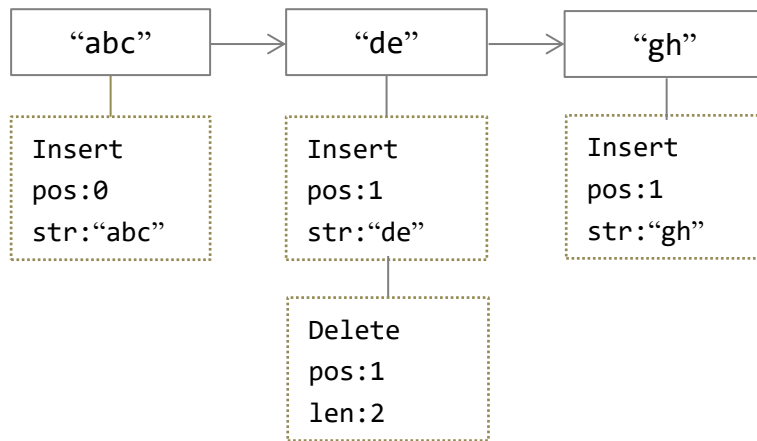 “abc”
“de”
“gh”
Insert
pos:0
str:“abc”
Insert
pos:1
str:“de”
Insert
pos:1
str:“gh”
Delete
pos:1
len:2